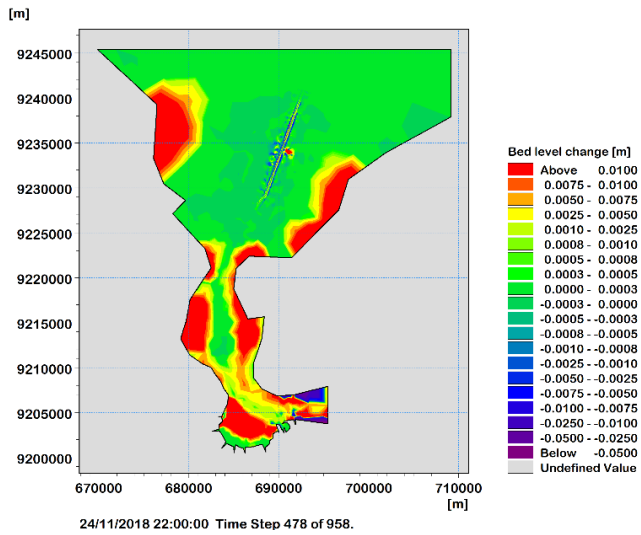 [m]
9245000
9240000
9235000
9230000
9225000
9220000
9215000
9210000
9205000
9200000
670000 680000 690000 700000 710000
[m]
24/11/2018 22:00:00 Time Step 478 of 958.
Bed level change [m]
Above 0.0100
0.0075 - 0.0100
0.0050 - 0.0075
0.0025 - 0.0050
0.0010 - 0.0025
0.0008 - 0.0010
0.0005 - 0.0008
0.0003 - 0.0005
0.0000 - 0.0003
-0.0003 - 0.0000
-0.0005 - -0.0003
-0.0008 - -0.0005
-0.0010 - -0.0008
-0.0025 - -0.0010
-0.0050 - -0.0025
-0.0075 - -0.0050
-0.0100 - -0.0075
-0.0250 - -0.0100
-0.0500 - -0.0250
Below -0.0500
Undefined Value